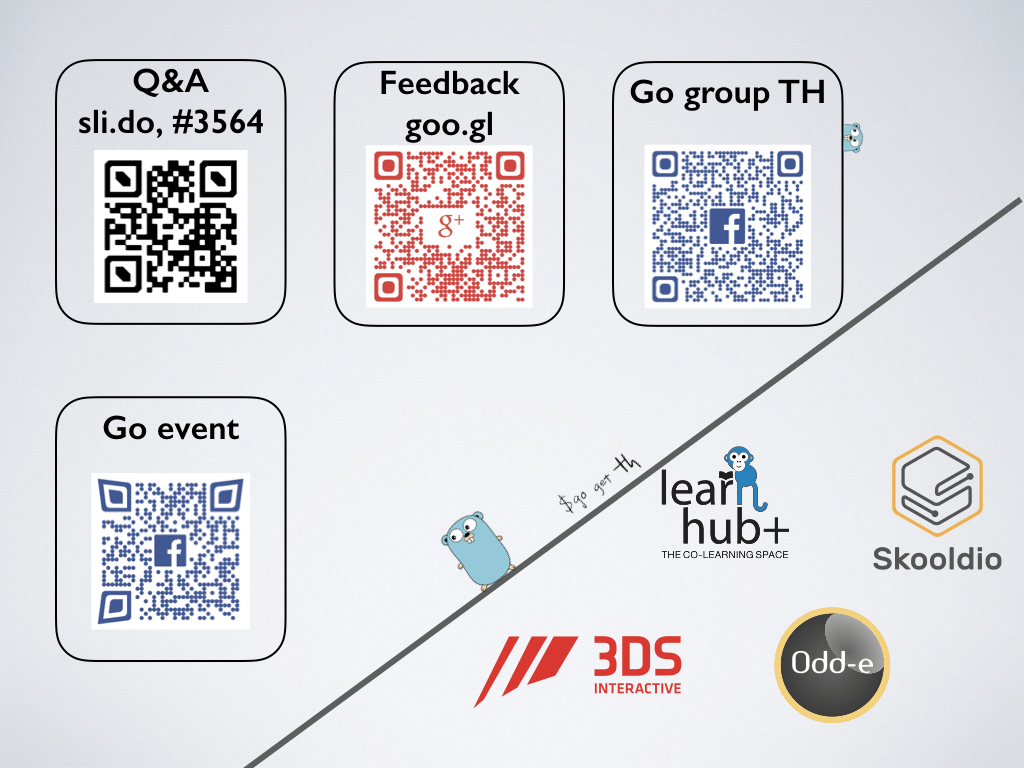 Q&A
sli.do, #3564
Feedback
goo.gl
g+
Go group TH
f
Go event
f
$go get th
learn
hub+
THE CO-LEARNING SPACE
Skooldio
3DS
INTERACTIVE
Odd-e